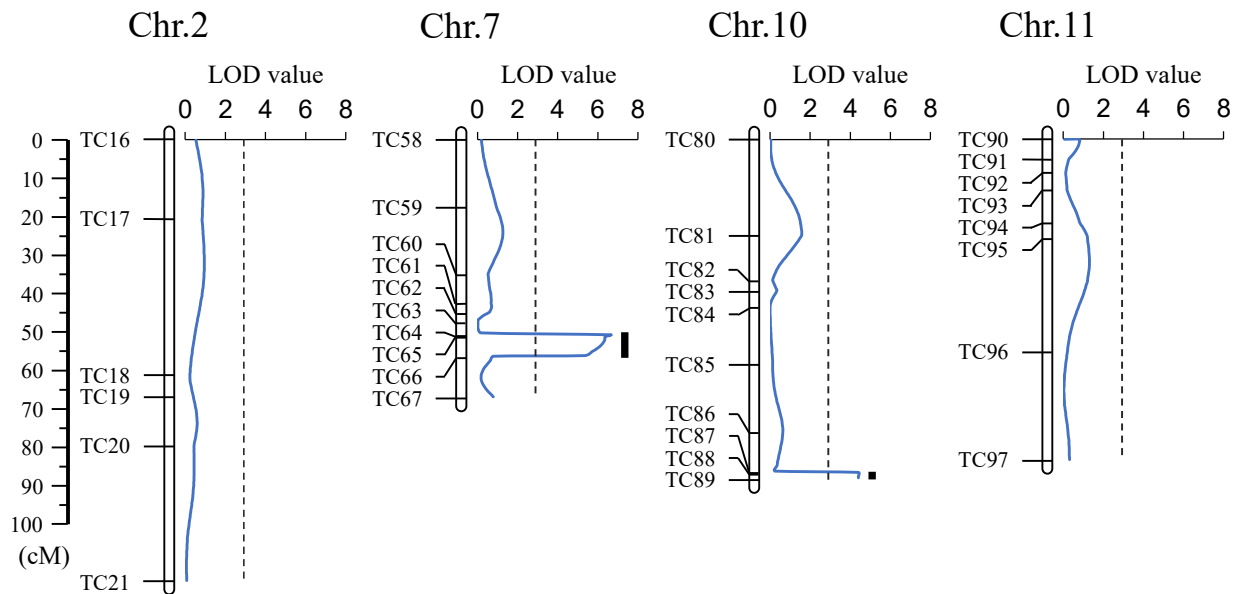 Chr.2
Chr.7
Chr.10
Chr.11
LOD value
LOD value
LOD value
LOD value
0 2 4 6 8
0 2 4 6 8
0 2 4 6 8
0 2 4 6 8
0
10
20
30
40
50
60
70
80
90
100
(cM)
TC16
TC17
TC18
TC19
TC20
TC21
TC58
TC59
TC60
TC61
TC62
TC63
TC64
TC65
TC66
TC67
TC80
TC81
TC82
TC83
TC84
TC85
TC86
TC87
TC88
TC89
TC90
TC91
TC92
TC93
TC94
TC95
TC96
TC97